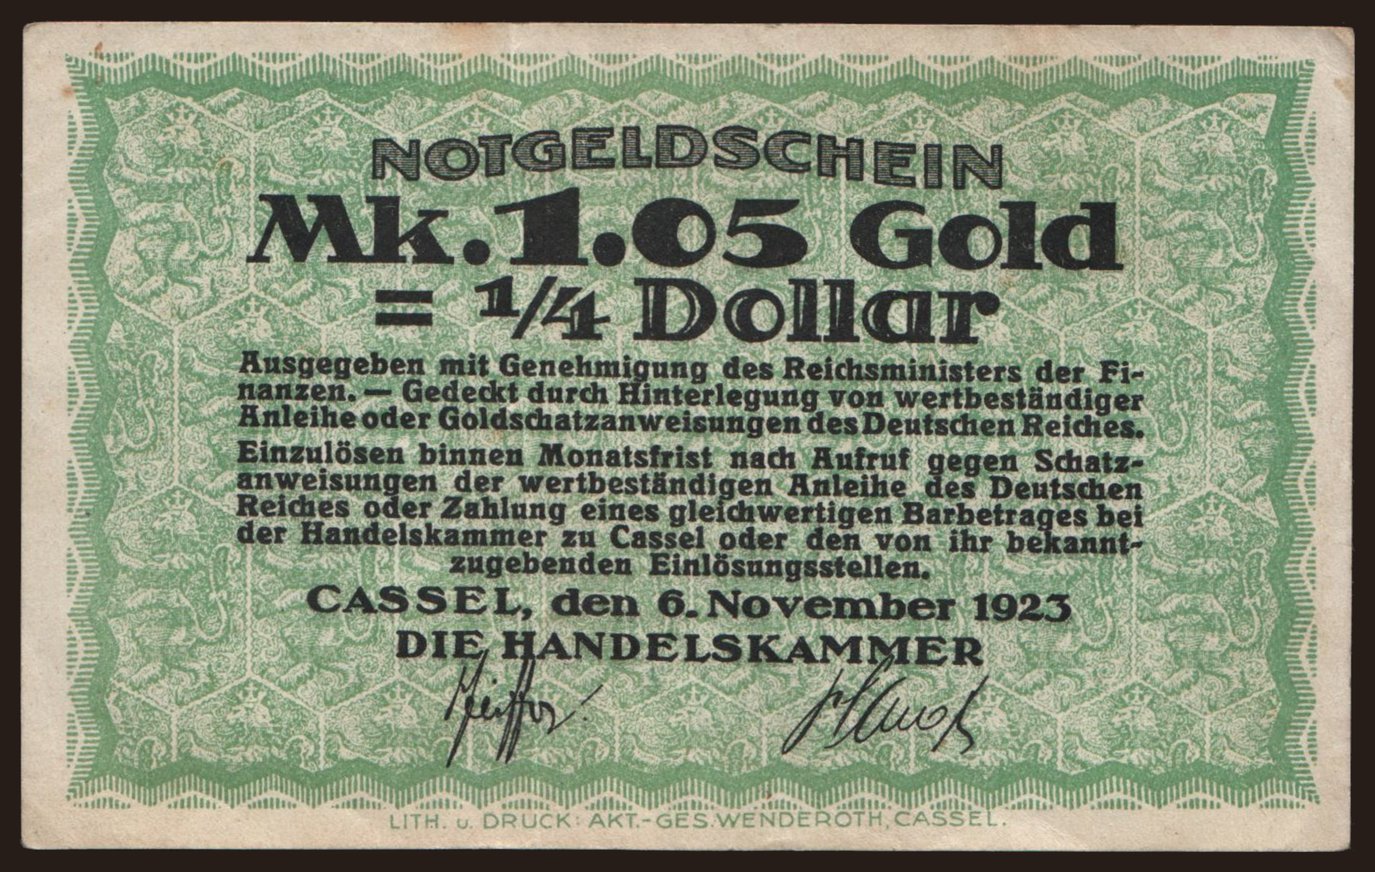 NOTGELDSCHEIN
Mk. 1.05 Gold
= 1/4 Dollar
Ausgegeben mit Genehmigung des Reichsministers der Fi-
nanzen. — Gedeckt durch Hinterlegung von wertbeständiger
Anleihe oder Goldschatzanweisungen des Deutschen Reiches.
Einzulösen binnen Monatsfrist nach Aufruf gegen Schatz-
anweisungen der wertbeständigen Anleihe des Deutschen
Reiches oder Zahlung eines gleichwertigen Barbetrages bei
der Handelskammer zu Cassel oder den von ihr bekannt-
zugebenden Einlösungsstellen.
CASSEL, den 6. November 1923
DIE HANDELSKAMMER
Pfeiffer
LITH. u. DRUCK: AKT.-GES. WENDEROTH, CASSEL.